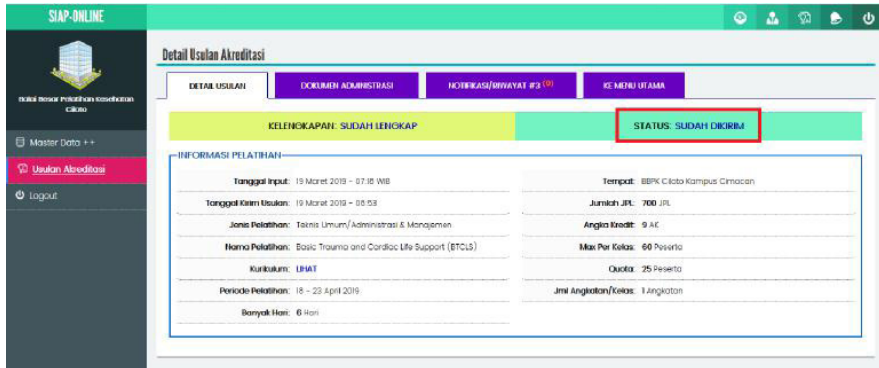 SIAP-ONLINE
Balai Besar Pelatihan Kesehatan
Ciloto
Master Data ++
Usulan Akreditasi
Logout
Detail Usulan Akreditasi
DETAIL USULAN
DOKUMEN ADMINISTRASI
NOTIFIKASI/RIWAYAT #3 (0)
KE MENU UTAMA
KELENGKAPAN: SUDAH LENGKAP
STATUS: SUDAH DIKIRIM
INFORMASI PELATIHAN
Tanggal Input: 19 Maret 2019 - 07:16 WIB
Tanggal Kirim Usulan: 19 Maret 2019 - 08:53
Jenis Pelatihan: Teknis Umum/Administrasi & Manajemen
Nama Pelatihan: Basic Trauma and Cardiac Life Support (BTCLS)
Kurikulum: LIHAT
Periode Pelatihan: 18 - 23 April 2019
Banyak Hari: 6 Hari
Tempat: BBPK Ciloto Kampus Cimacan
Jumlah JPL: 700 JPL
Angka Kredit: 9 AK
Max Per Kelas: 60 Peserta
Quota: 25 Peserta
Jml Angkatan/Kelas: 1 Angkatan